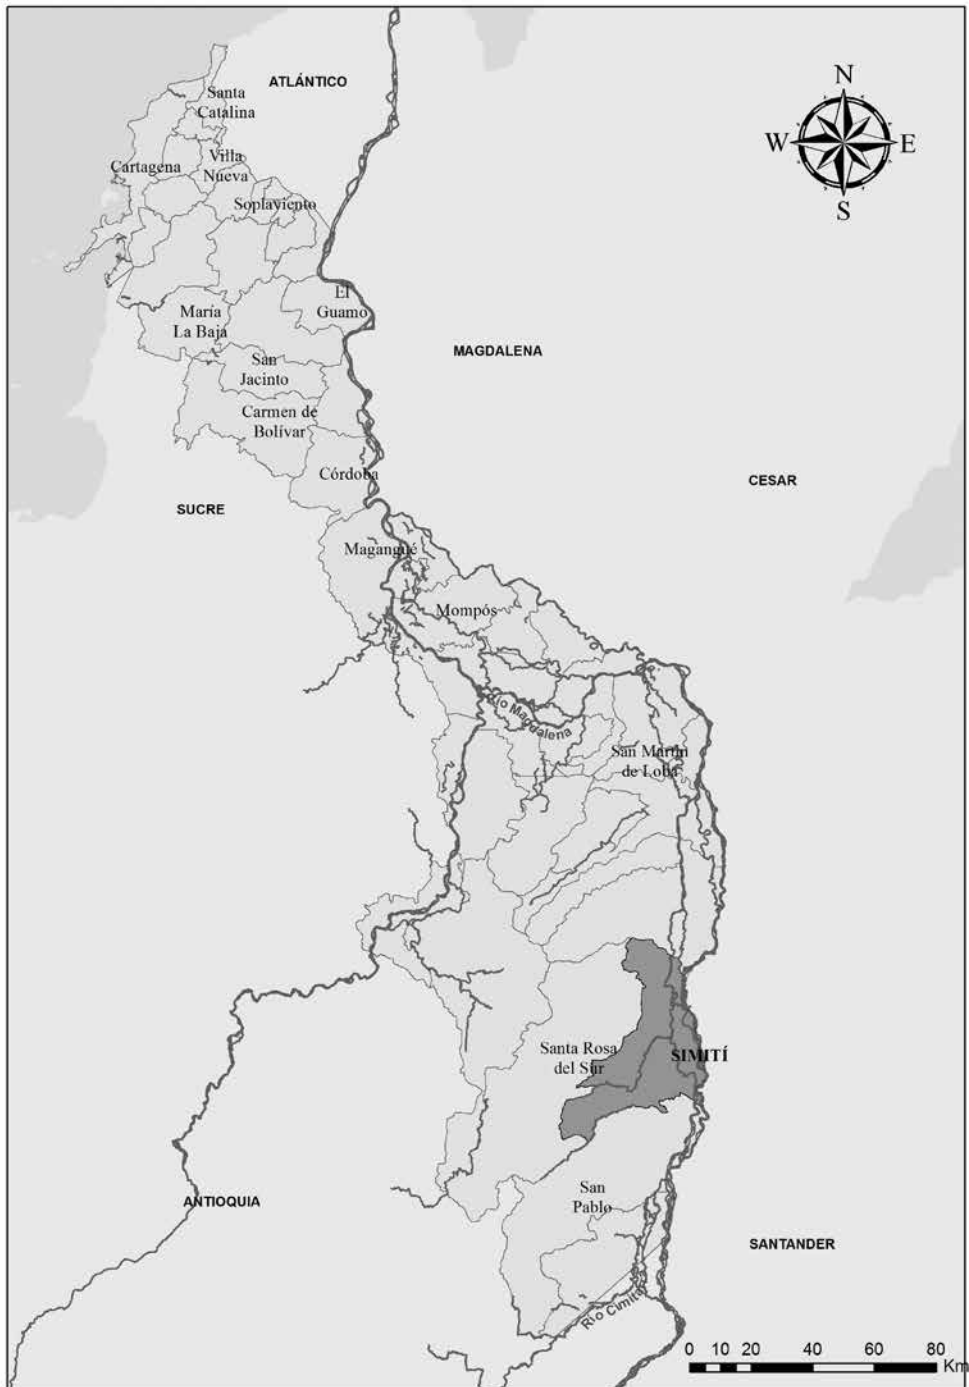 N
W
E
S
ATLÁNTICO
Santa
Catalina
Cartagena
Villa
Nueva
Soplaviento
El
Guamo
María
La Baja
MAGDALENA
San
Jacinto
Carmen de
Bolívar
Córdoba
CESAR
SUCRE
Magangué
Mompós
Río Magdalena
San Martín
de Loba
Santa Rosa
del Sur
SIMITÍ
San
Pablo
ANTIOQUIA
SANTANDER
Río Cimitarra
0 10 20 40 60 80
Km